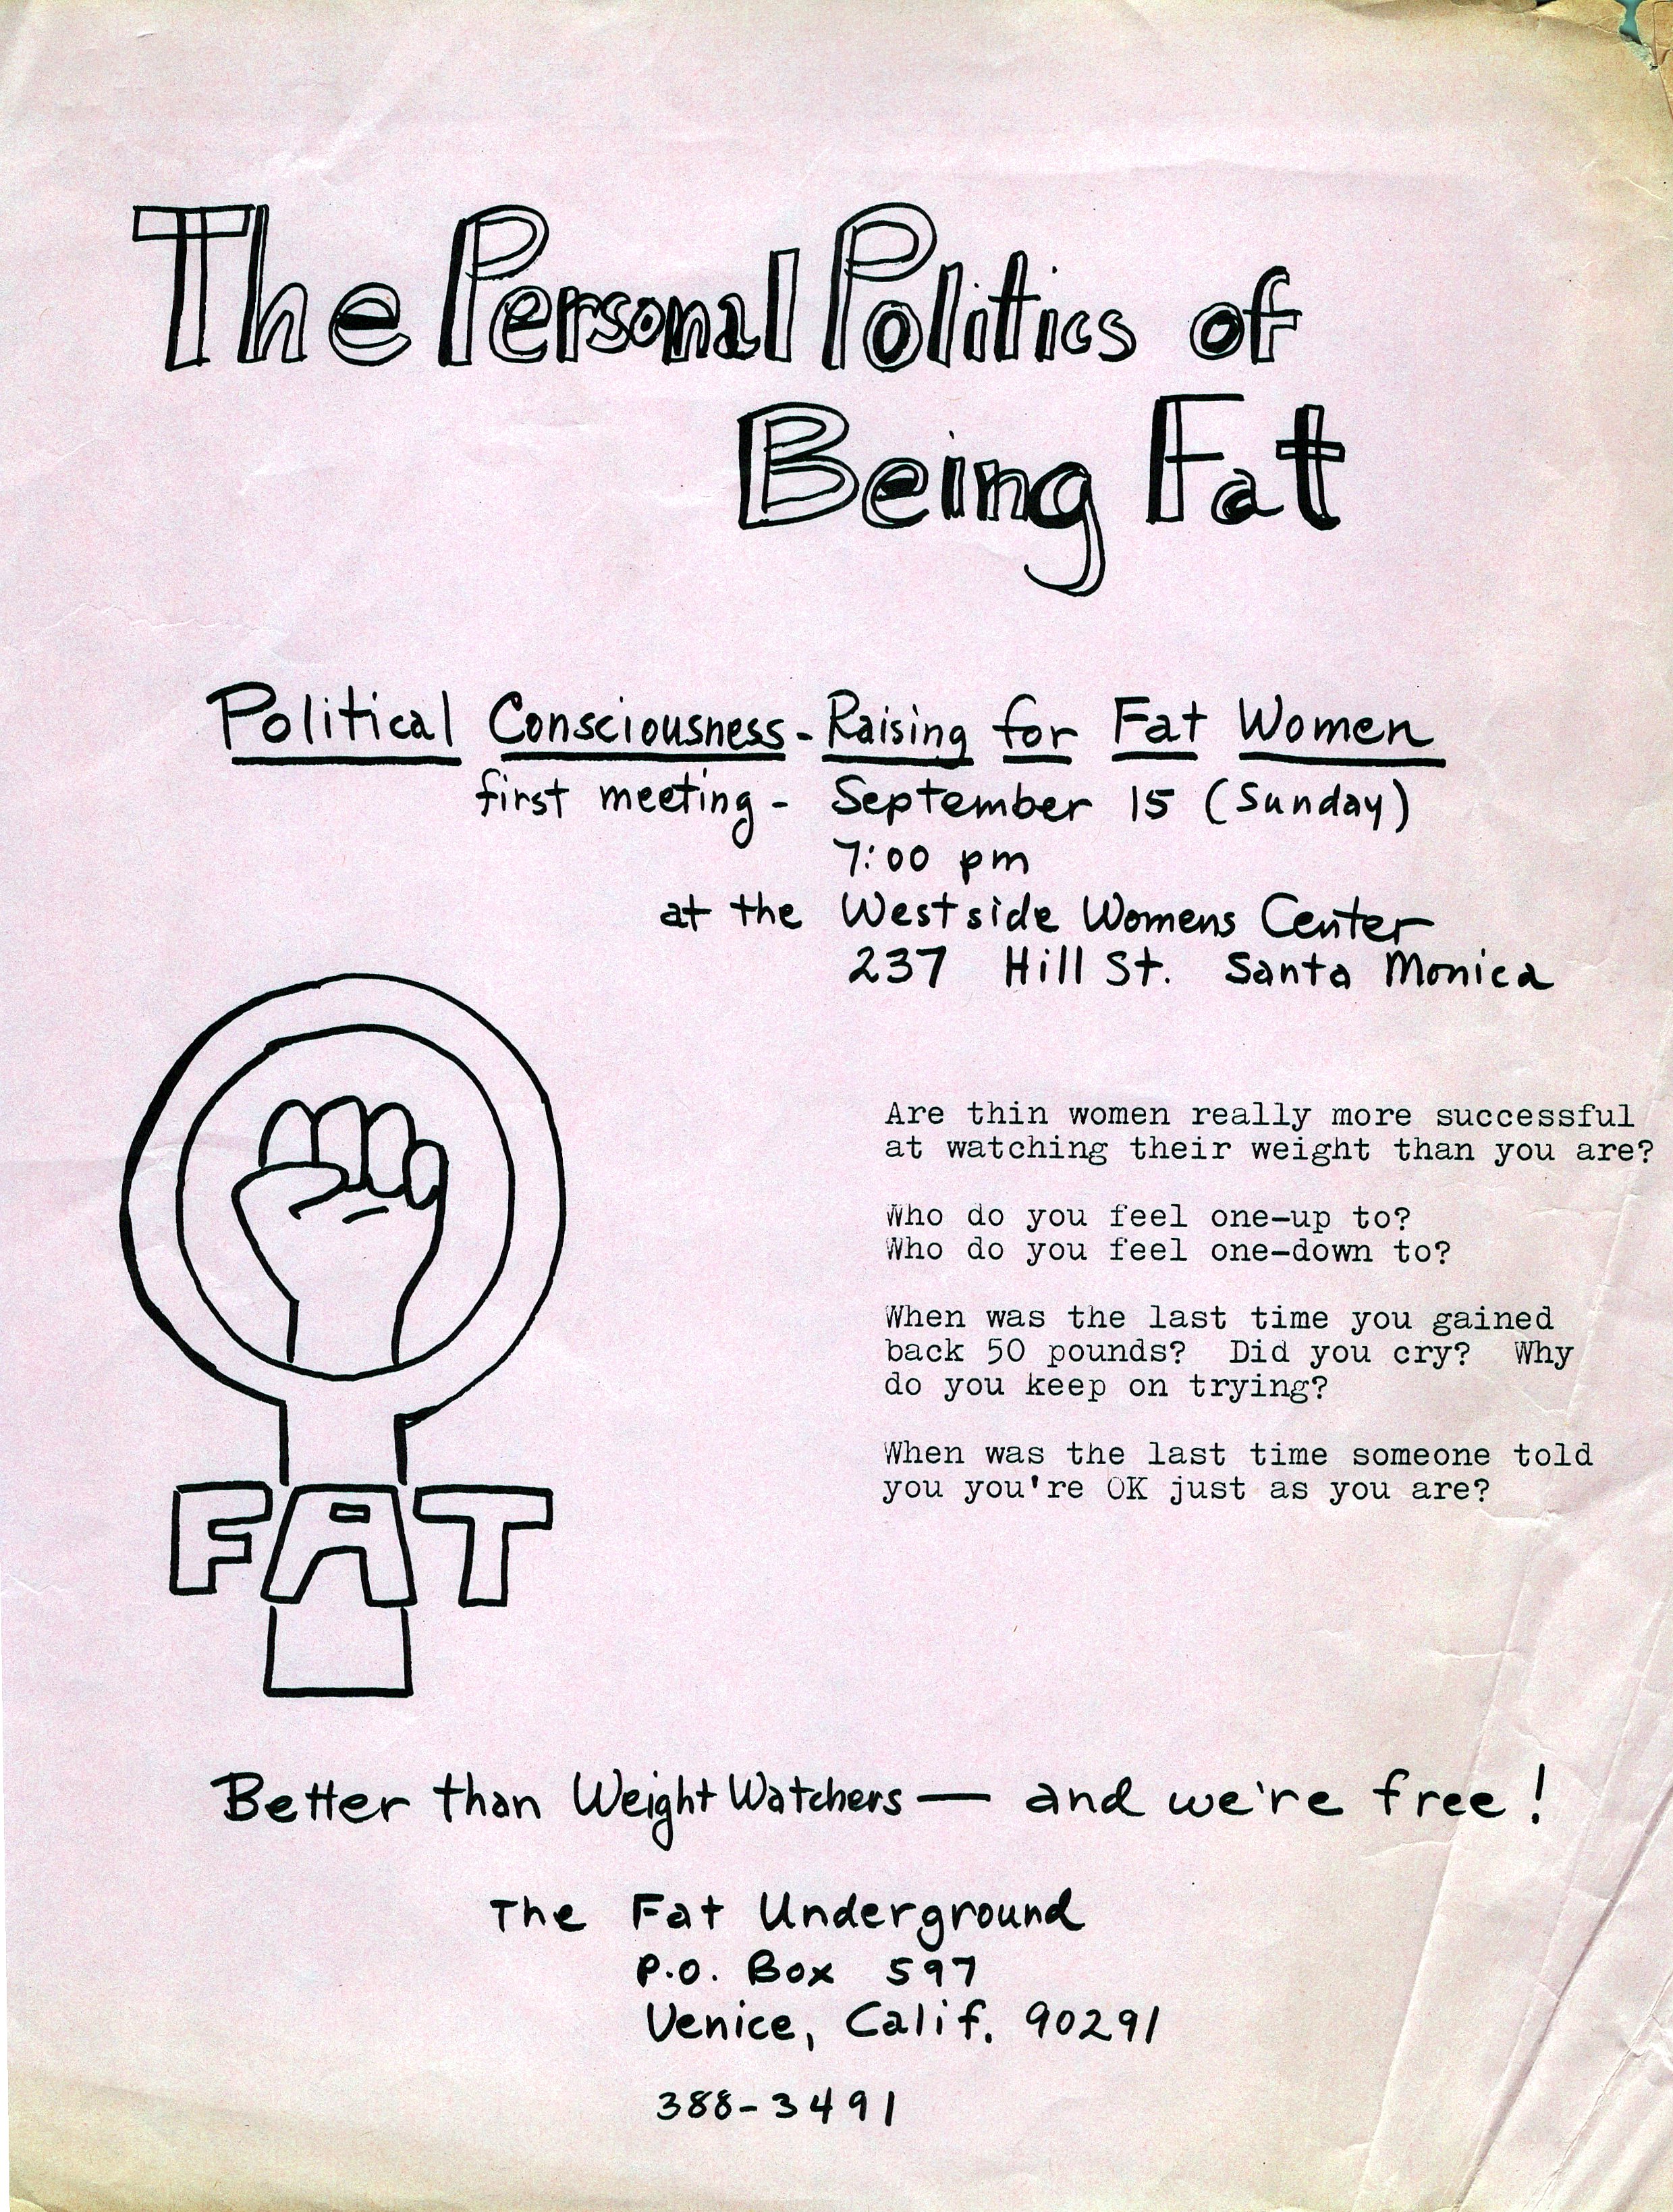 The Personal Politics of
Being Fat
Political Consciousness-Raising for Fat Women
first meeting - September 15 (Sunday)
7:00 pm
at the Westside Womens Center
237 Hill St. Santa Monica
Are thin women really more successful
at watching their weight than you are?
Who do you feel one-up to?
Who do you feel one-down to?
When was the last time you gained
back 50 pounds? Did you cry? Why
do you keep on trying?
When was the last time someone told
you you're OK just as you are?
FAT
Better than Weight Watchers — and we're free!
The Fat Underground
P.O. Box 597
Venice, Calif. 90291
388-3491